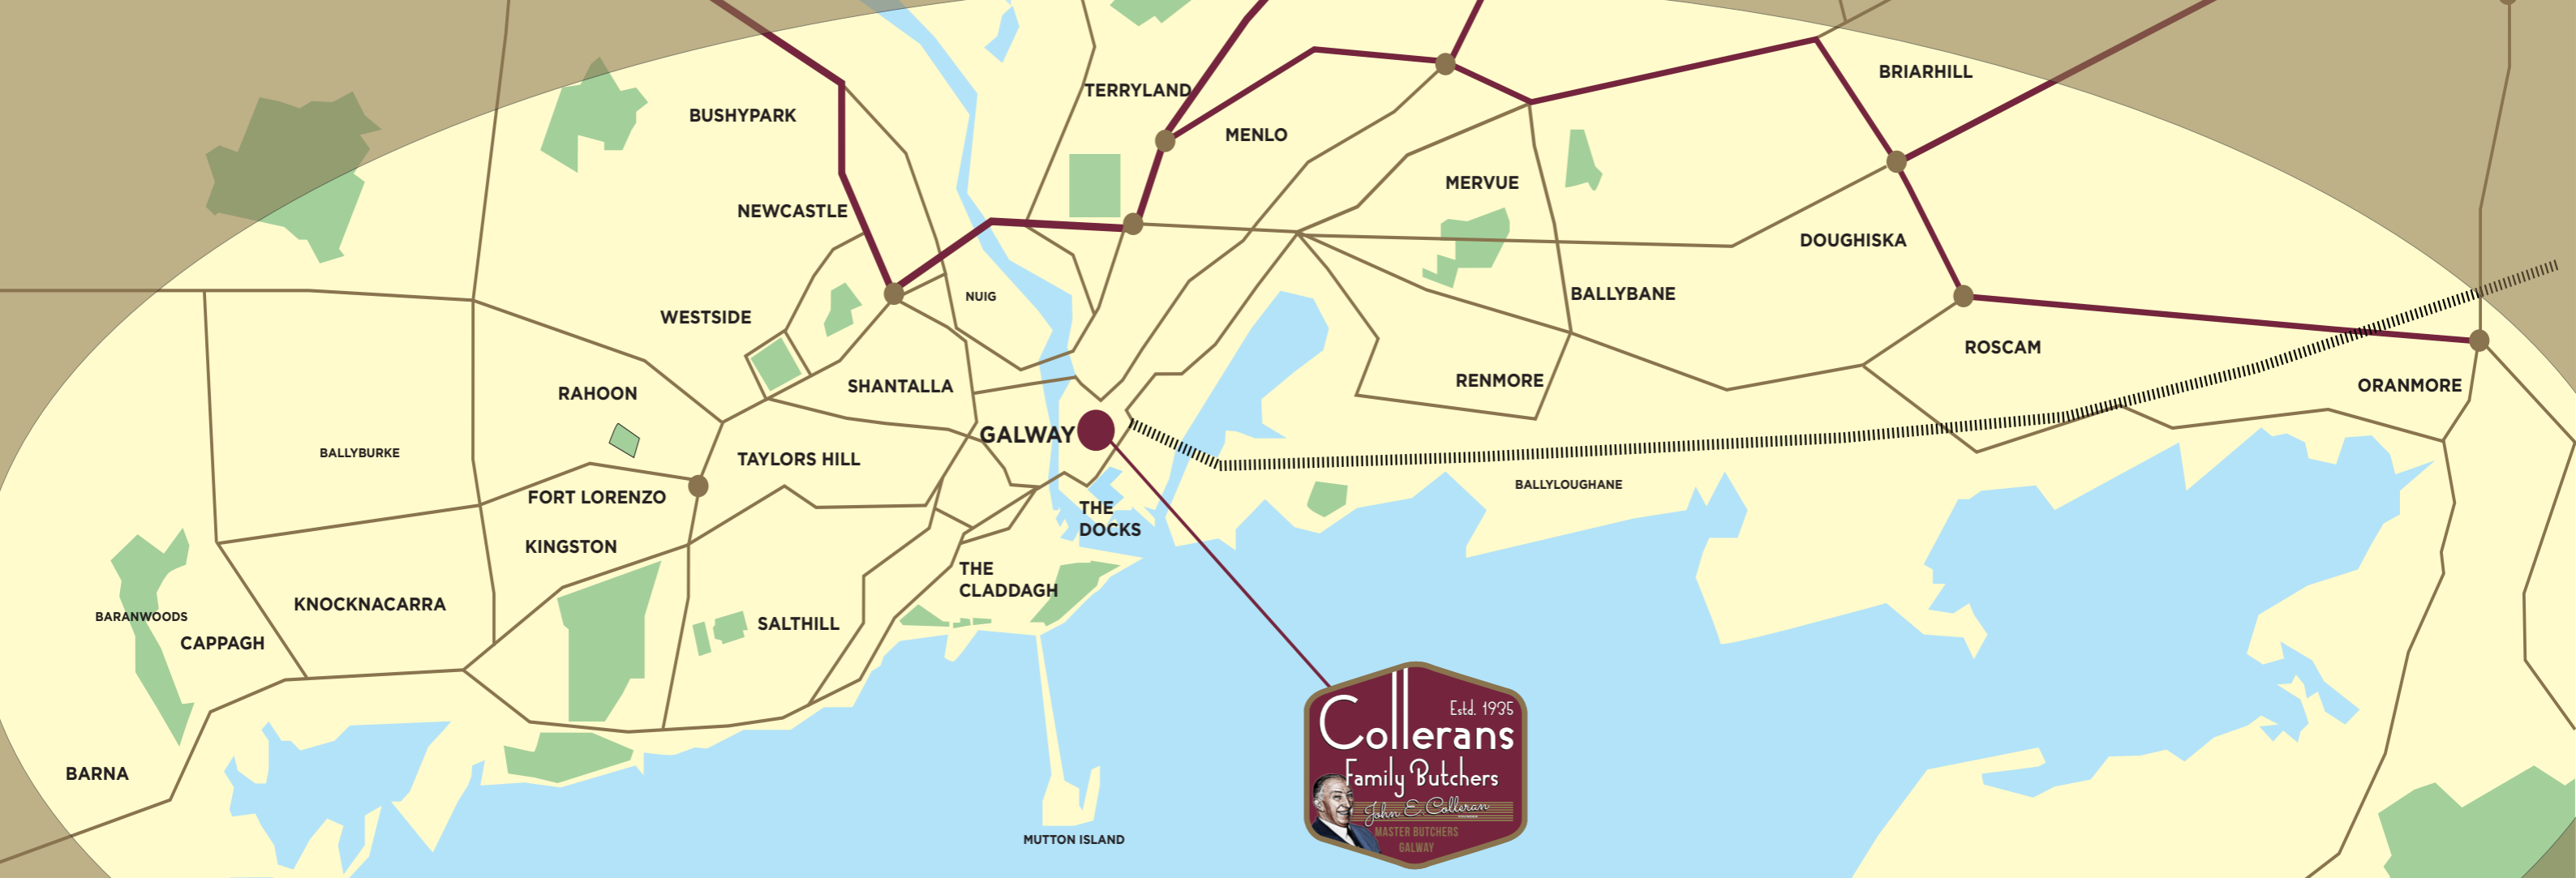 BRIARHILL
TERRYLAND
BUSHYPARK
MENLO
MERVUE
NEWCASTLE
DOUGHISKA
BALLYBANE
NUIG
WESTSIDE
ROSCAM
RENMORE
SHANTALLA
ORANMORE
RAHOON
GALWAY
BALLYBURKE
TAYLORS HILL
BALLYLOUGHANE
FORT LORENZO
THE
DOCKS
KINGSTON
THE
CLADDAGH
KNOCKNACARRA
BARANWOODS
SALTHILL
CAPPAGH
BARNA
MUTTON ISLAND
Estd. 1935
Collerans
Family Butchers
John E. Colleran
MASTER BUTCHERS
GALWAY